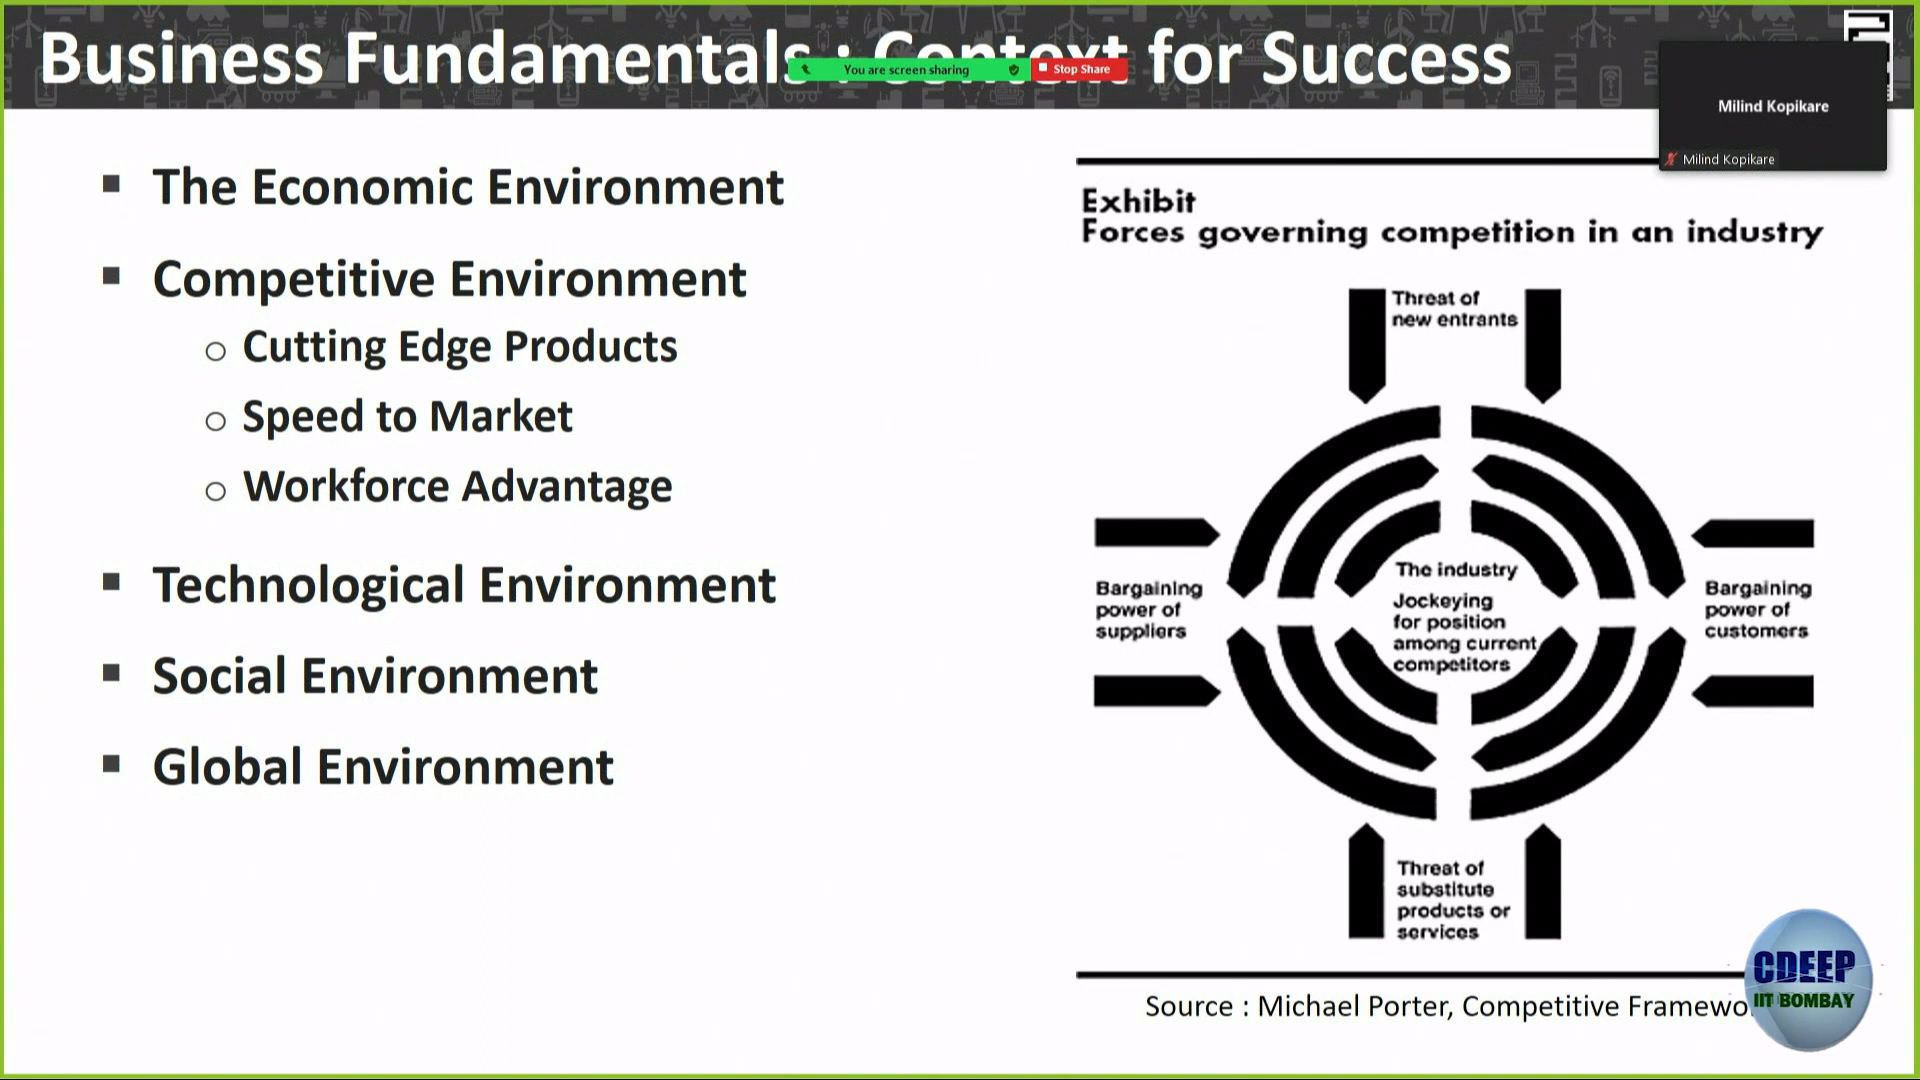 Business Fundamentals : Context for Success
You are screen sharing
Stop Share
Milind Kopikare
Milind Kopikare
The Economic Environment
Competitive Environment
Cutting Edge Products
Speed to Market
Workforce Advantage
Technological Environment
Social Environment
Global Environment
Exhibit
Forces governing competition in an industry
Threat of
new entrants
Bargaining
power of
suppliers
The industry
Jockeying
for position
among current
competitors
Bargaining
power of
customers
Threat of
substitute
products or
services
Source : Michael Porter, Competitive
CDEEP
IIT BOMBAY